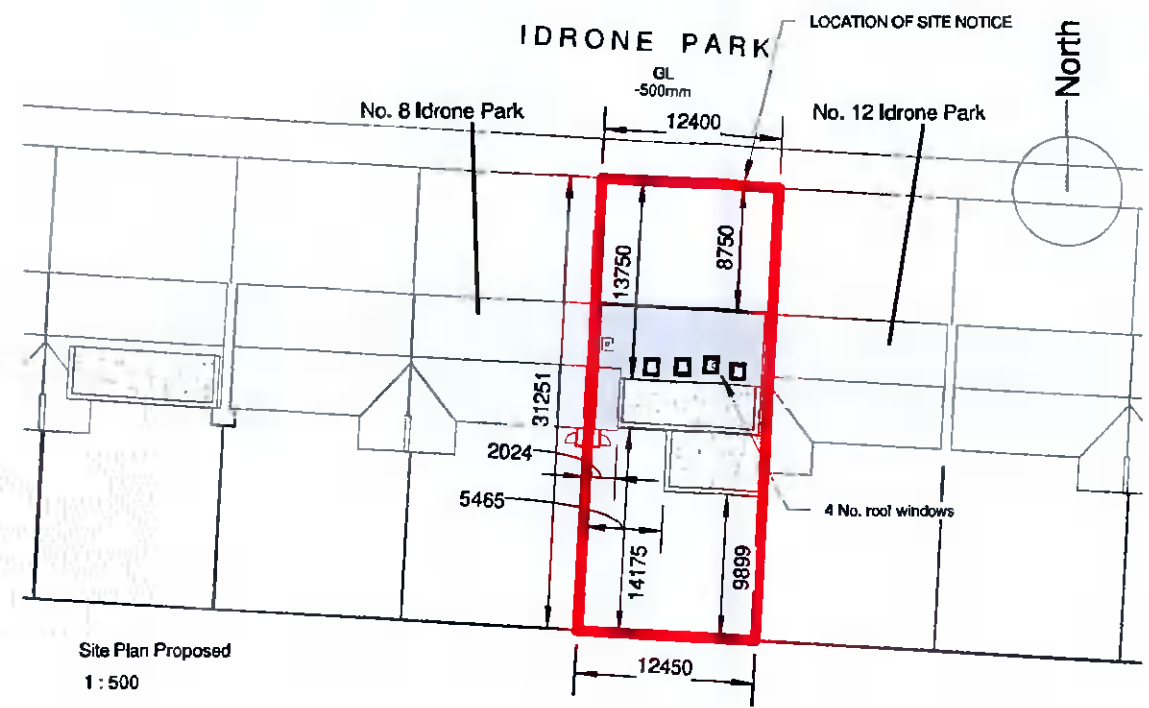 IDRONE PARK
LOCATION OF SITE NOTICE
North
GL
-500mm
No. 8 Idrone Park
12400
No. 12 Idrone Park
13750
8750
31251
2024
5465
4 No. roof windows
14175
9899
Site Plan Proposed
1 : 500
12450